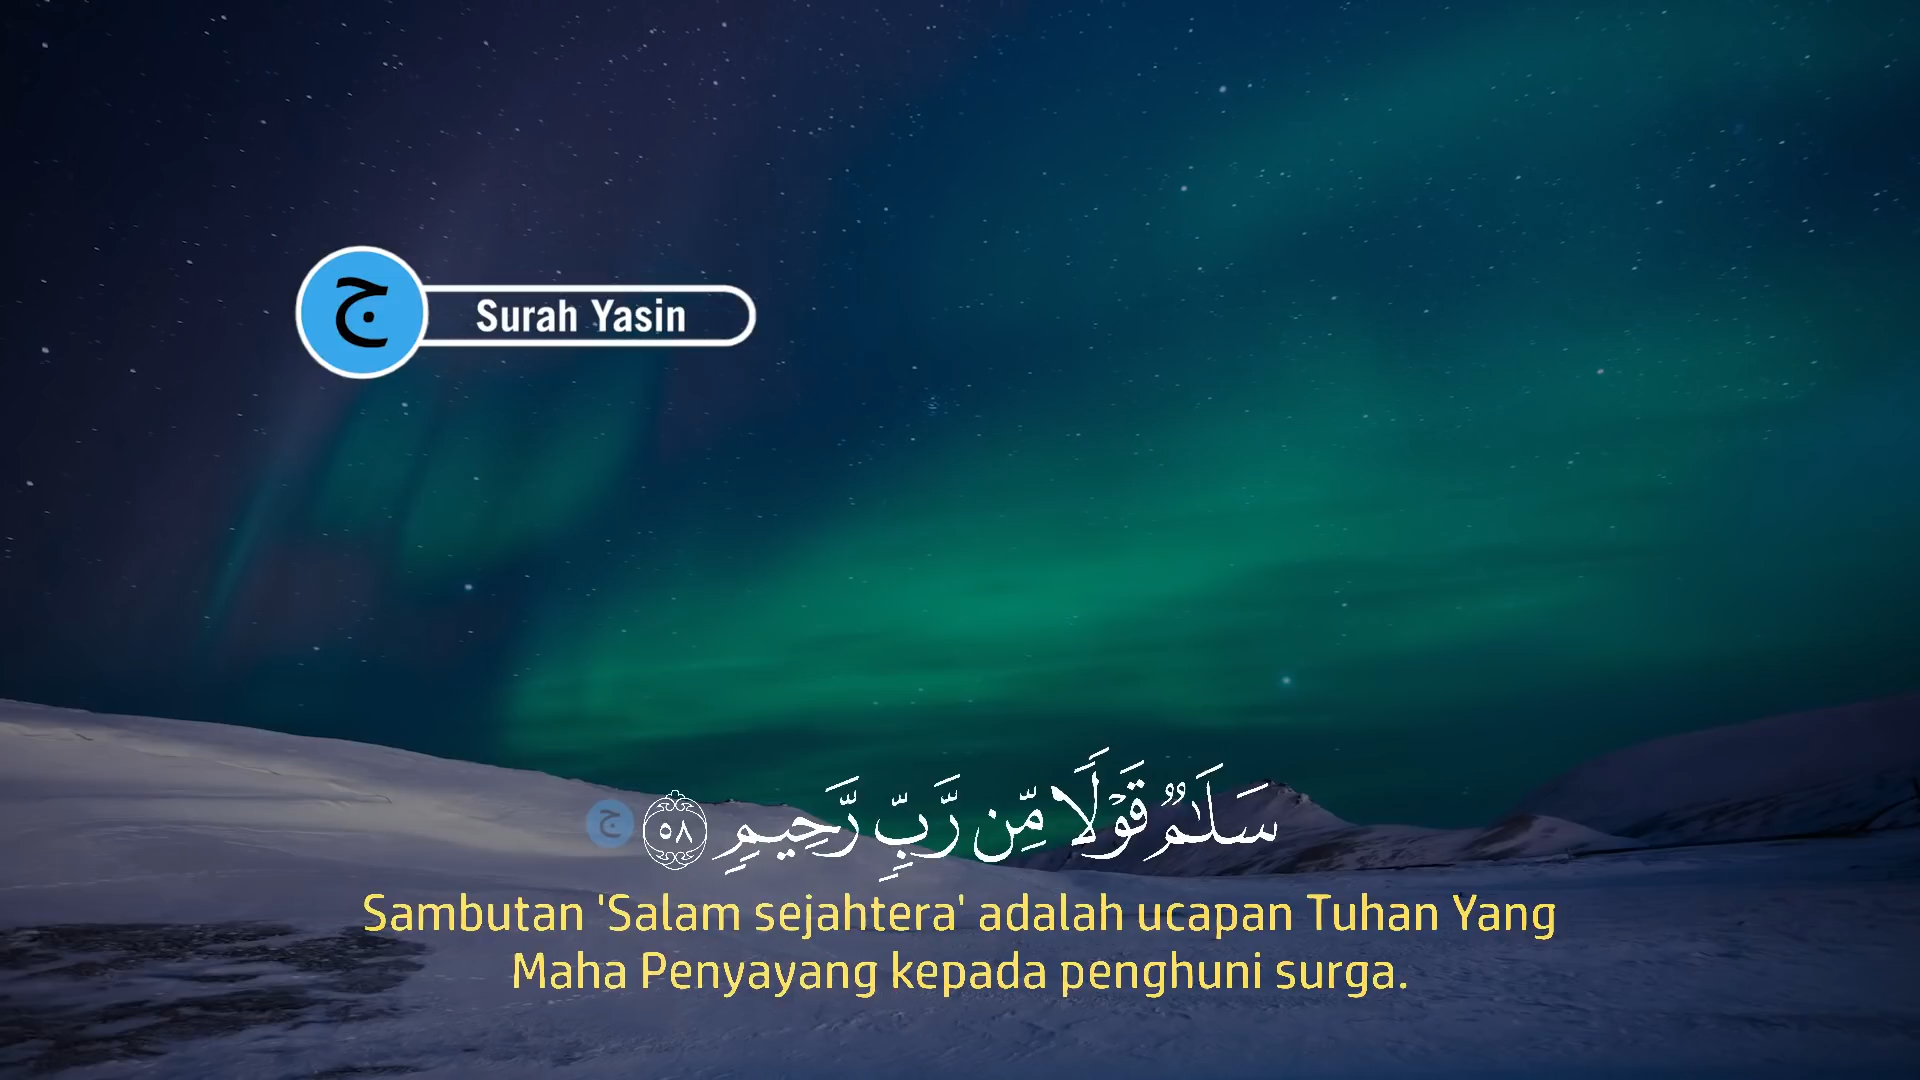 ج
Surah Yasin
سَلَـٰمٌ قَوْلًا مِّن رَّبٍّ رَّحِيمٍ ٥٨ ج
Sambutan 'Salam sejahtera' adalah ucapan Tuhan Yang
Maha Penyayang kepada penghuni surga.